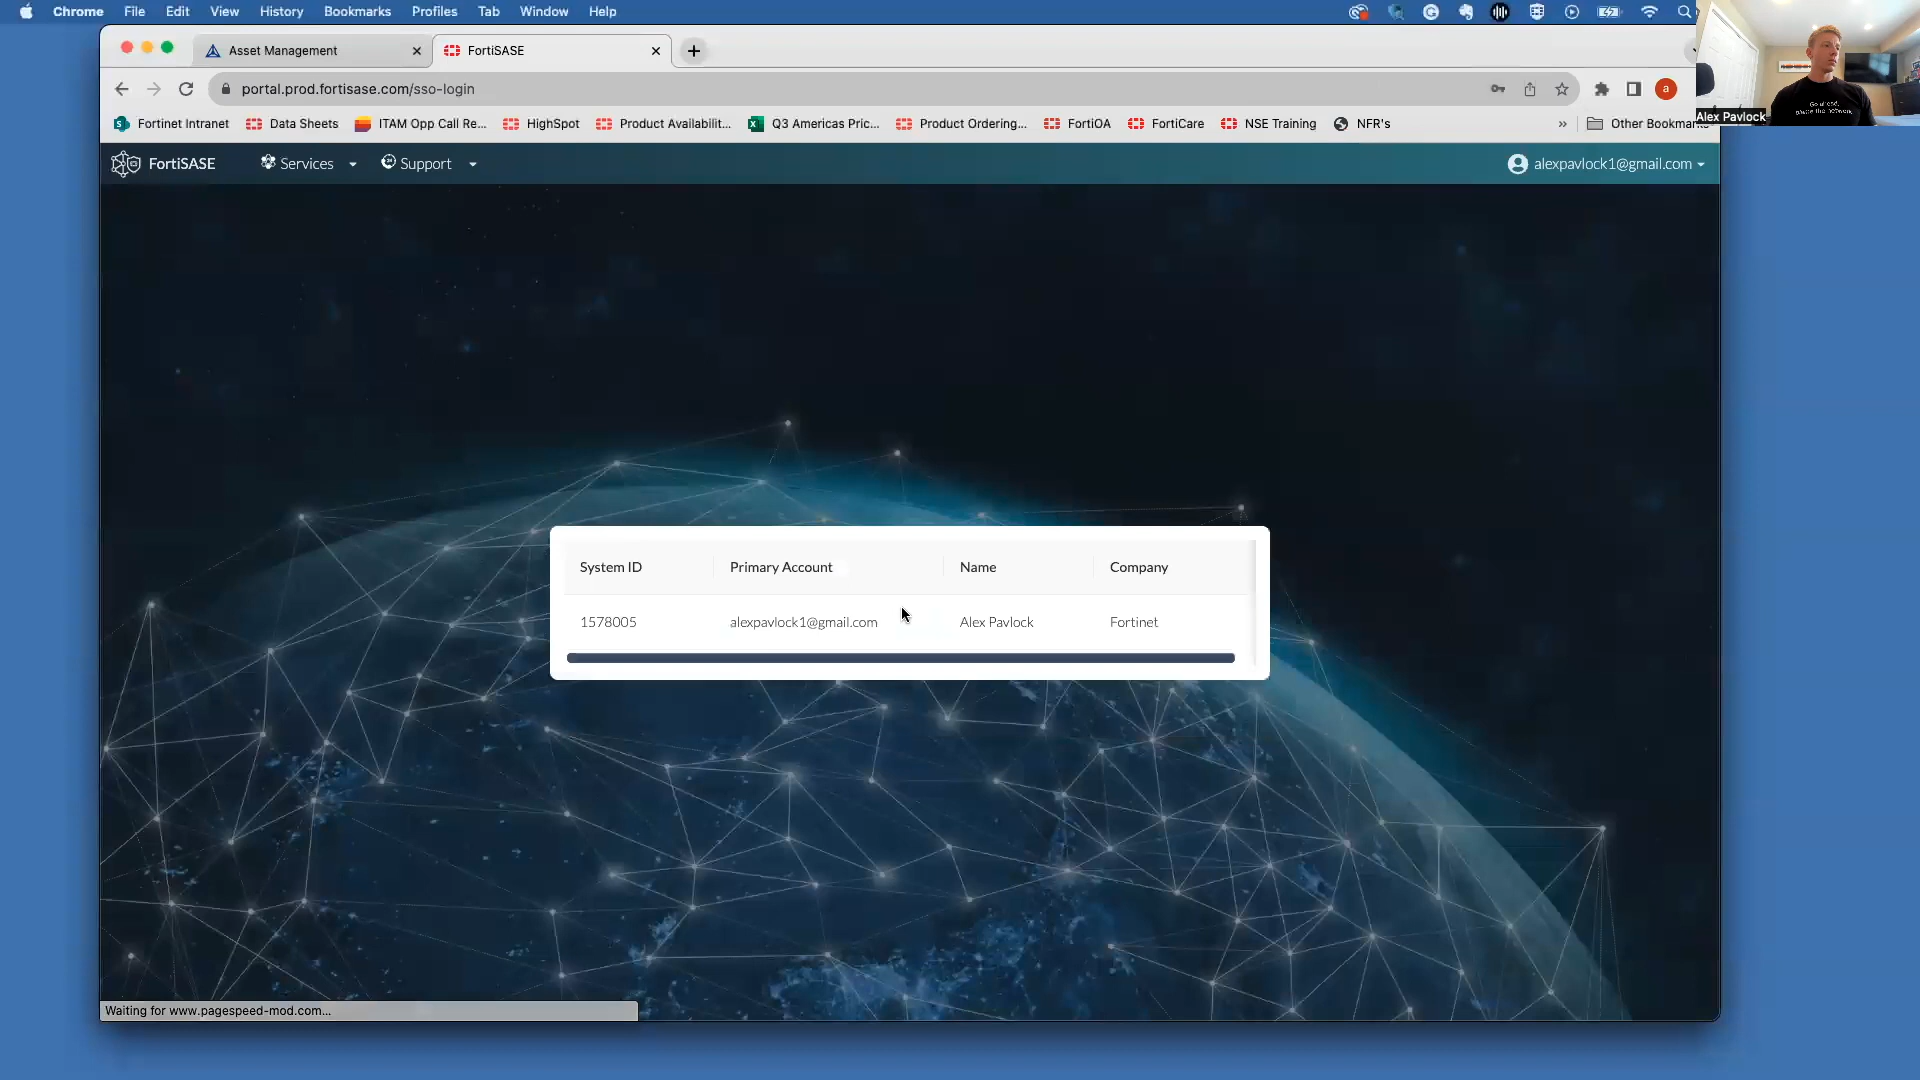 Chrome File Edit View History Bookmarks Profiles Tab Window Help
Asset Management
FortiSASE
portal.prod.fortisase.com/sso-login
a
Fortinet Intranet
Data Sheets
ITAM Opp Call Re...
HighSpot
Product Availabilit...
Q3 Americas Pric...
Product Ordering...
FortiOA
FortiCare
NSE Training
NFR's
»
Other Bookmarks
Alex Pavlock
FortiSASE
Services
Support
alexpavlock1@gmail.com
System ID Primary Account Name Company
1578005 alexpavlock1@gmail.com Alex Pavlock Fortinet
Waiting for www.pagespeed-mod.com...